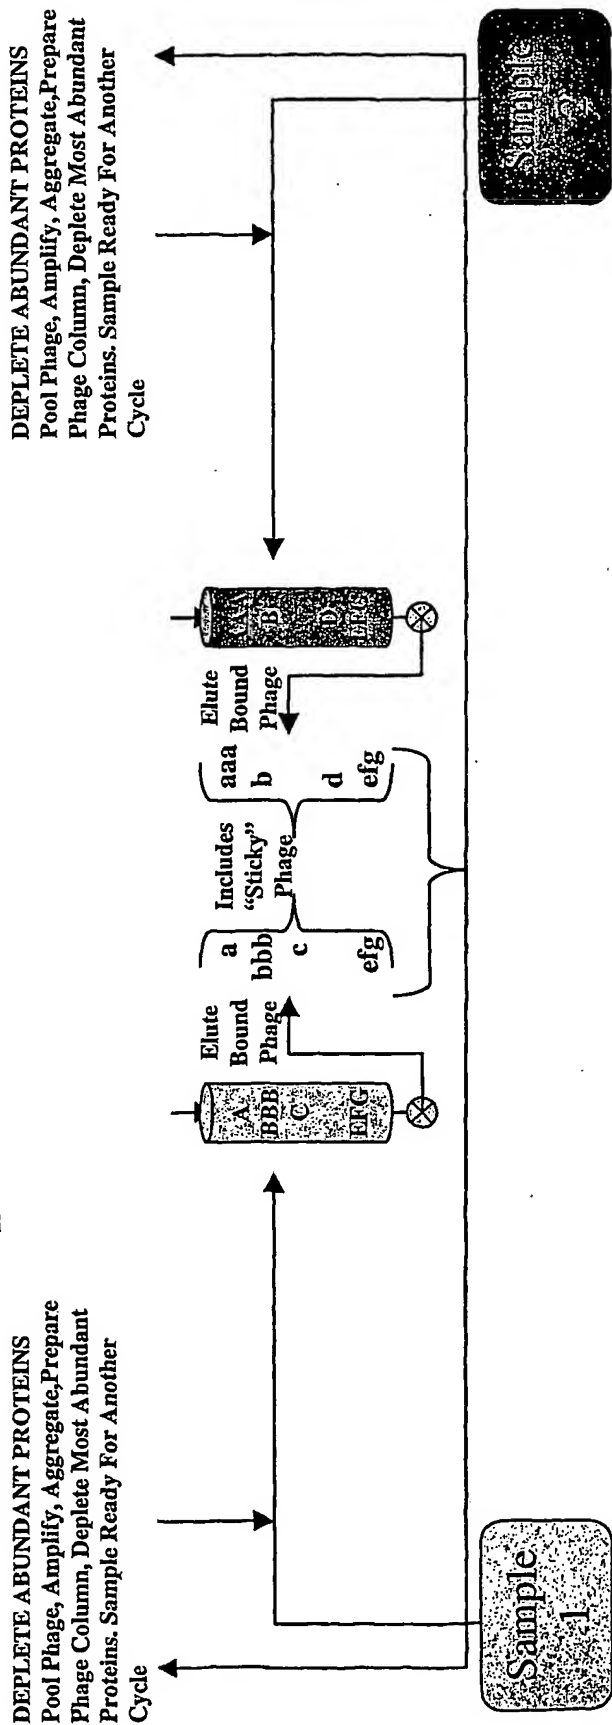 DEPLETE ABUNDANT PROTEINS
Pool Phage, Amplify, Aggregate,Prepare
Phage Column, Deplete Most Abundant
Proteins. Sample Ready For Another
Cycle
DEPLETE ABUNDANT PROTEINS
Pool Phage, Amplify, Aggregate,Prepare
Phage Column, Deplete Most Abundant
Proteins. Sample Ready For Another
Cycle
A
BBB
C
EFG
Elute
Bound
Phage
a
bbb
c
efg
Includes
“Sticky”
Phage
aaa
b
d
efg
Elute
Bound
Phage
AAA
B
D
EFG
Sample
1
Sample
2